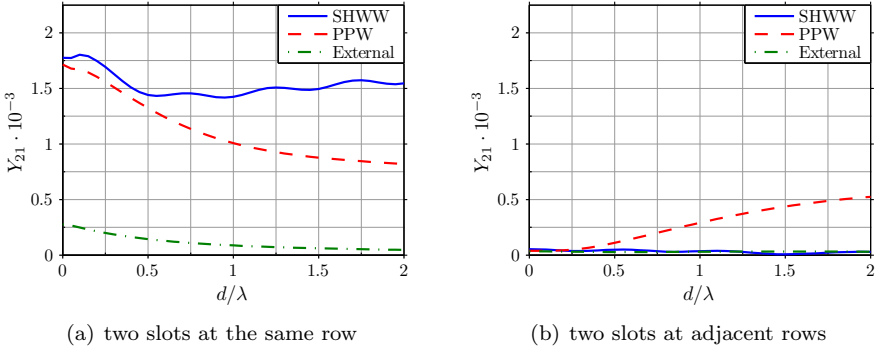 SHWW
PPW
External
2
1.5
1
0.5
0
Y₂₁ · 10⁻³
0 0.5 1 1.5 2
d/λ
(a) two slots at the same row
SHWW
PPW
External
2
1.5
1
0.5
0
Y₂₁ · 10⁻³
0 0.5 1 1.5 2
d/λ
(b) two slots at adjacent rows